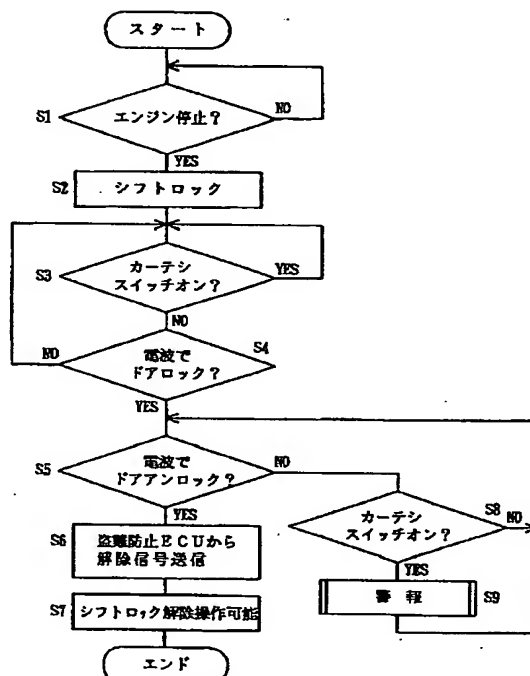 スタート
S1
エンジン停止?
NO
YES
S2
シフトロック
S3
カーテシ
スイッチオン?
YES
NO
S4
電波で
ドアロック?
NO
YES
S5
電波で
ドアアンロック?
NO
YES
S6
盗難防止ECUから
解除信号送信
S7
シフトロック解除操作可能
エンド
S8
カーテシ
スイッチオン?
NO
YES
警報
S9